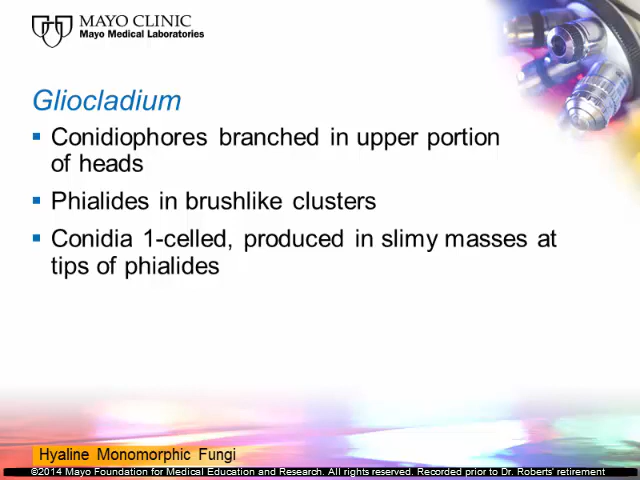 MAYO CLINIC
Mayo Medical Laboratories
Gliocladium
▪ Conidiophores branched in upper portion
of heads
▪ Phialides in brushlike clusters
▪ Conidia 1-celled, produced in slimy masses at
tips of phialides
Hyaline Monomorphic Fungi
©2014 Mayo Foundation for Medical Education and Research. All rights reserved. Recorded prior to Dr. Roberts' retirement